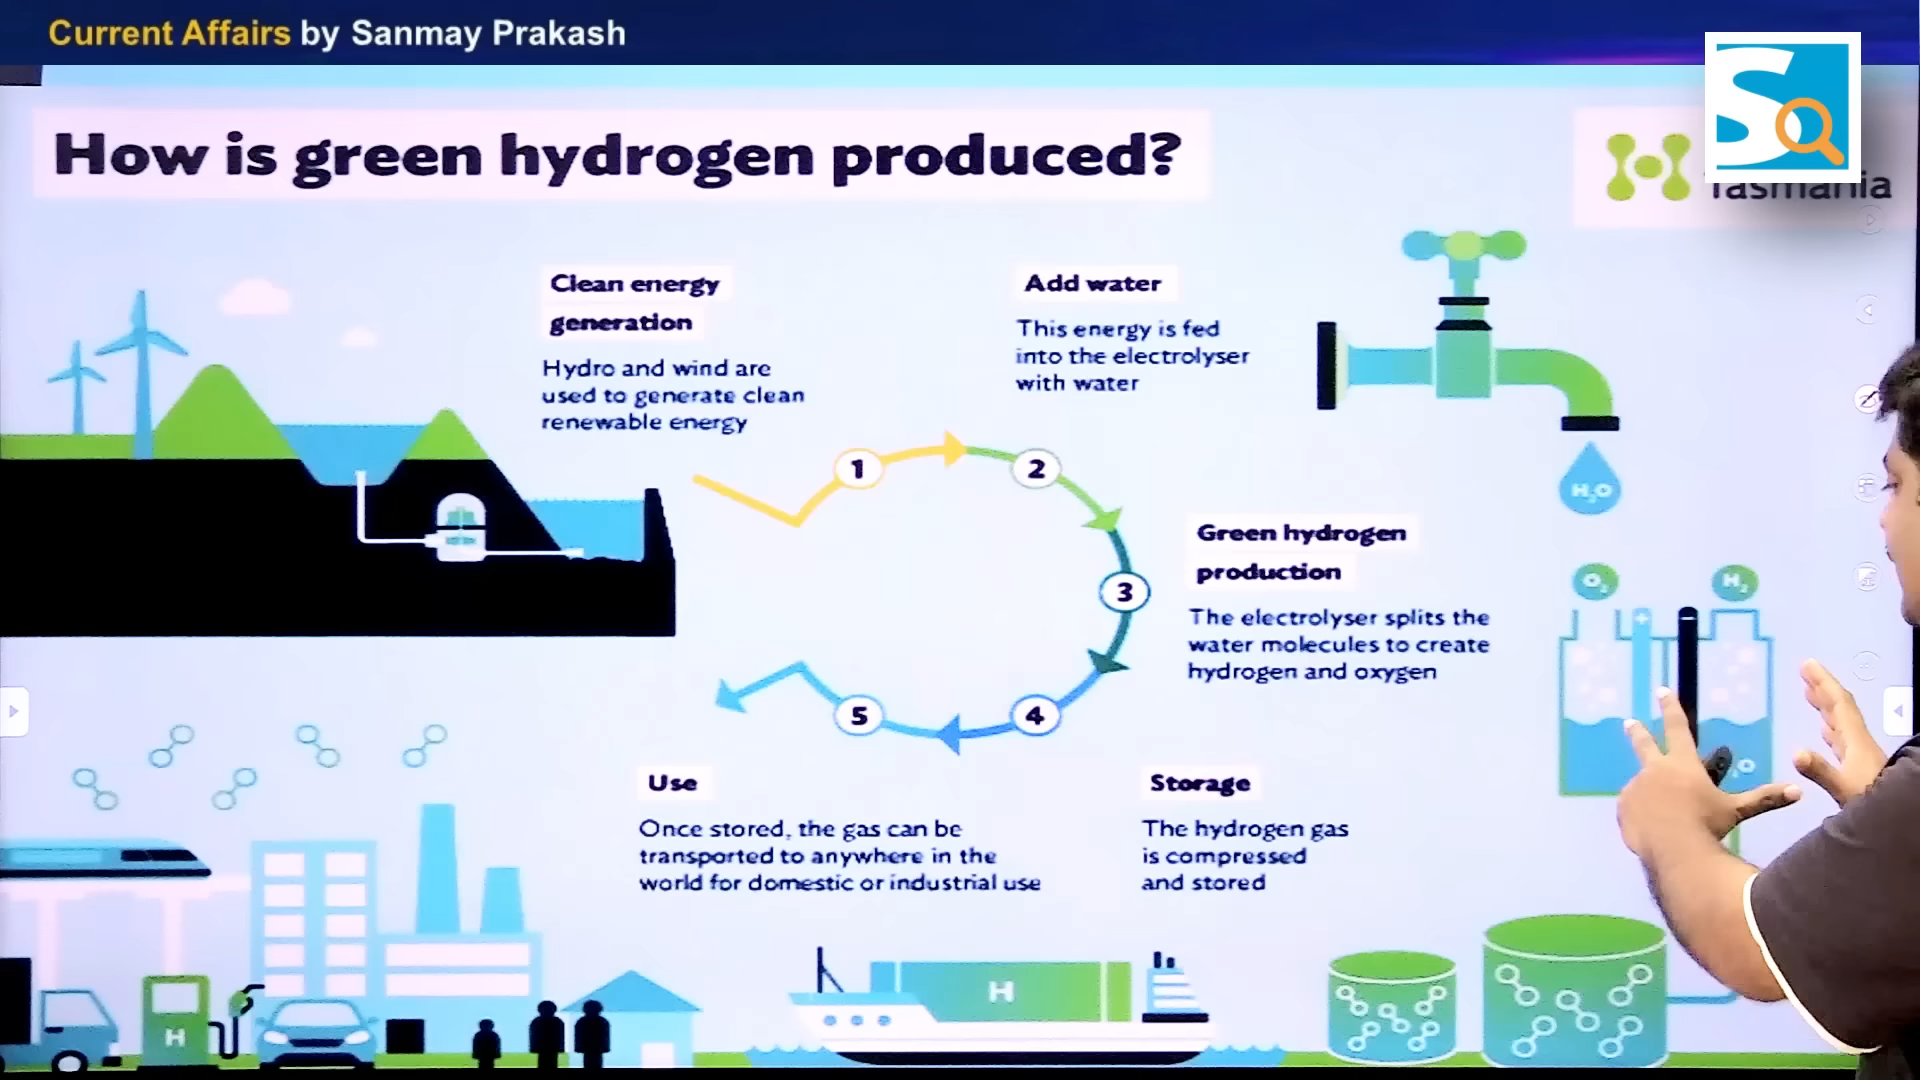 Current Affairs by Sanmay Prakash
How is green hydrogen produced?
Tasmania
Clean energy
generation
Hydro and wind are
used to generate clean
renewable energy
Add water
This energy is fed
into the electrolyser
with water
H₂O
1
2
3
4
5
Green hydrogen
production
The electrolyser splits the
water molecules to create
hydrogen and oxygen
O₂
H₂
+
-
Use
Once stored, the gas can be
transported to anywhere in the
world for domestic or industrial use
Storage
The hydrogen gas
is compressed
and stored
H
H